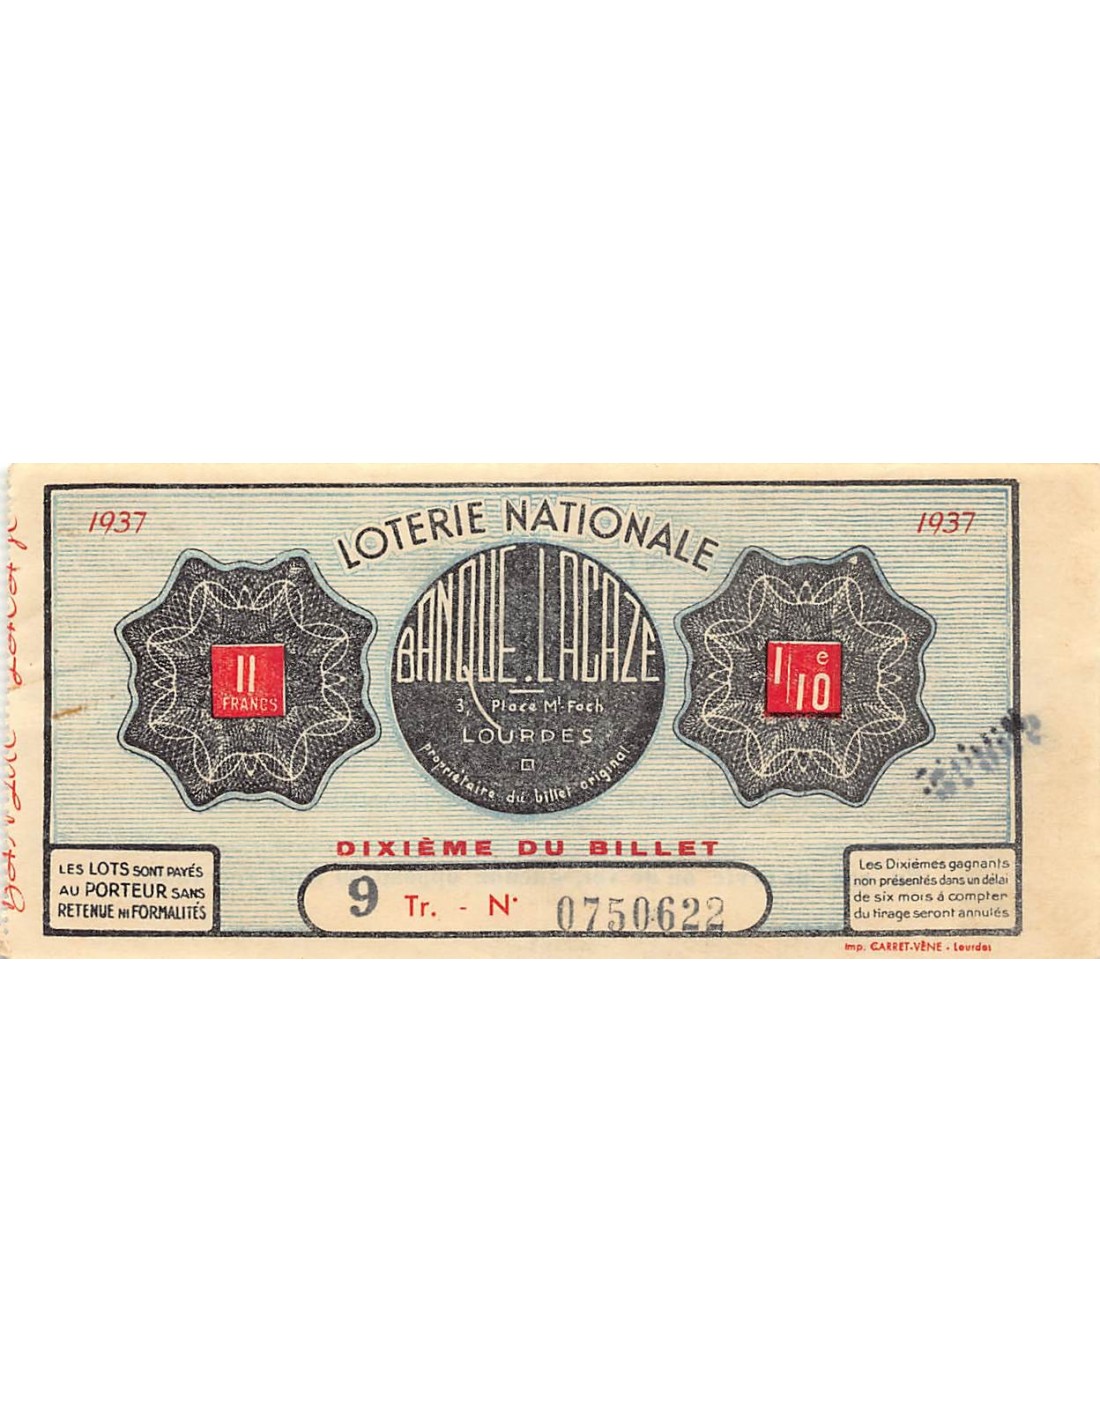 1937
LOTERIE NATIONALE
1937
BANQUE. LACAZE
3, Place Ml. Foch
LOURDES
propriétaire du billet original
11
FRANCS
1/10e
DIXIÈME DU BILLET
9 Tr. - N° 0750622
LES LOTS SONT PAYÉS
AU PORTEUR SANS
RETENUE NI FORMALITÉS
Les Dixièmes gagnants
non présentés dans un délai
de six mois à compter
du tirage seront annulés
Imp. CARRET-VÈNE - Lourdes